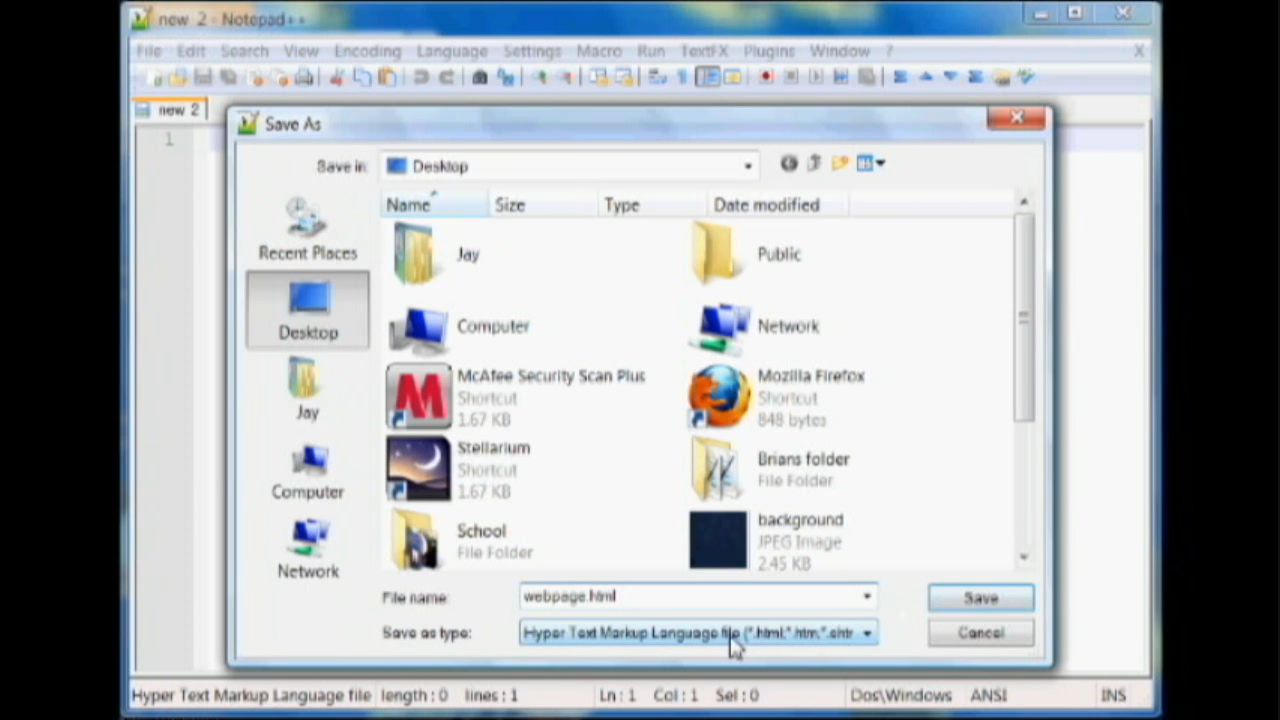 new 2 - Notepad++
File Edit Search View Encoding Language Settings Macro Run TextFX Plugins Window ?
X
new 2
1
Save As
Save in:
Desktop
Name Size Type Date modified
Recent Places
Desktop
Jay
Computer
Network
Jay
Public
Computer
Network
McAfee Security Scan Plus
Shortcut
1.67 KB
Mozilla Firefox
Shortcut
848 bytes
Stellarium
Shortcut
1.67 KB
Brians folder
File Folder
School
File Folder
background
JPEG Image
2.45 KB
File name:
webpage.html
Save
Save as type:
Hyper Text Markup Language file (*.html;*.htm;*.shtr
Cancel
Hyper Text Markup Language file length : 0 lines : 1 Ln : 1 Col : 1 Sel : 0 Dos\Windows ANSI INS